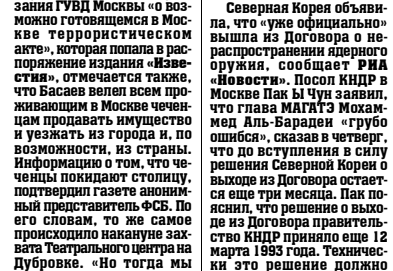 зания ГУВД Москвы «о воз-
можно готовящемся в Мос-
кве террористическом
акте», которая попала в рас-
поряжение издания «Изве-
стия», отмечается также,
что Басаев велел всем про-
живающим в Москве чечен-
цам продавать имущество
и уезжать из города и, по
возможности, из страны.
Информацию о том, что че-
ченцы покидают столицу,
подтвердил газете аноним-
ный представитель ФСБ. По
его словам, то же самое
происходило накануне зах-
вата Театрального центра на
Дубровке. «Но тогда мы
Северная Корея объяви-
ла, что «уже официально»
вышла из Договора о не-
распространении ядерного
оружия, сообщает РИА
«Новости». Посол КНДР в
Москве Пак Ы Чун заявил,
что глава МАГАТЭ Мохам-
мед Аль-Барадеи «грубо
ошибся», сказав в четверг,
что до вступления в силу
решения Северной Кореи о
выходе из Договора остает-
ся еще три месяца. Пак по-
яснил, что решение о выхо-
де из Договора правитель-
ство КНДР приняло еще 12
марта 1993 года. Техничес-
ки это решение должно